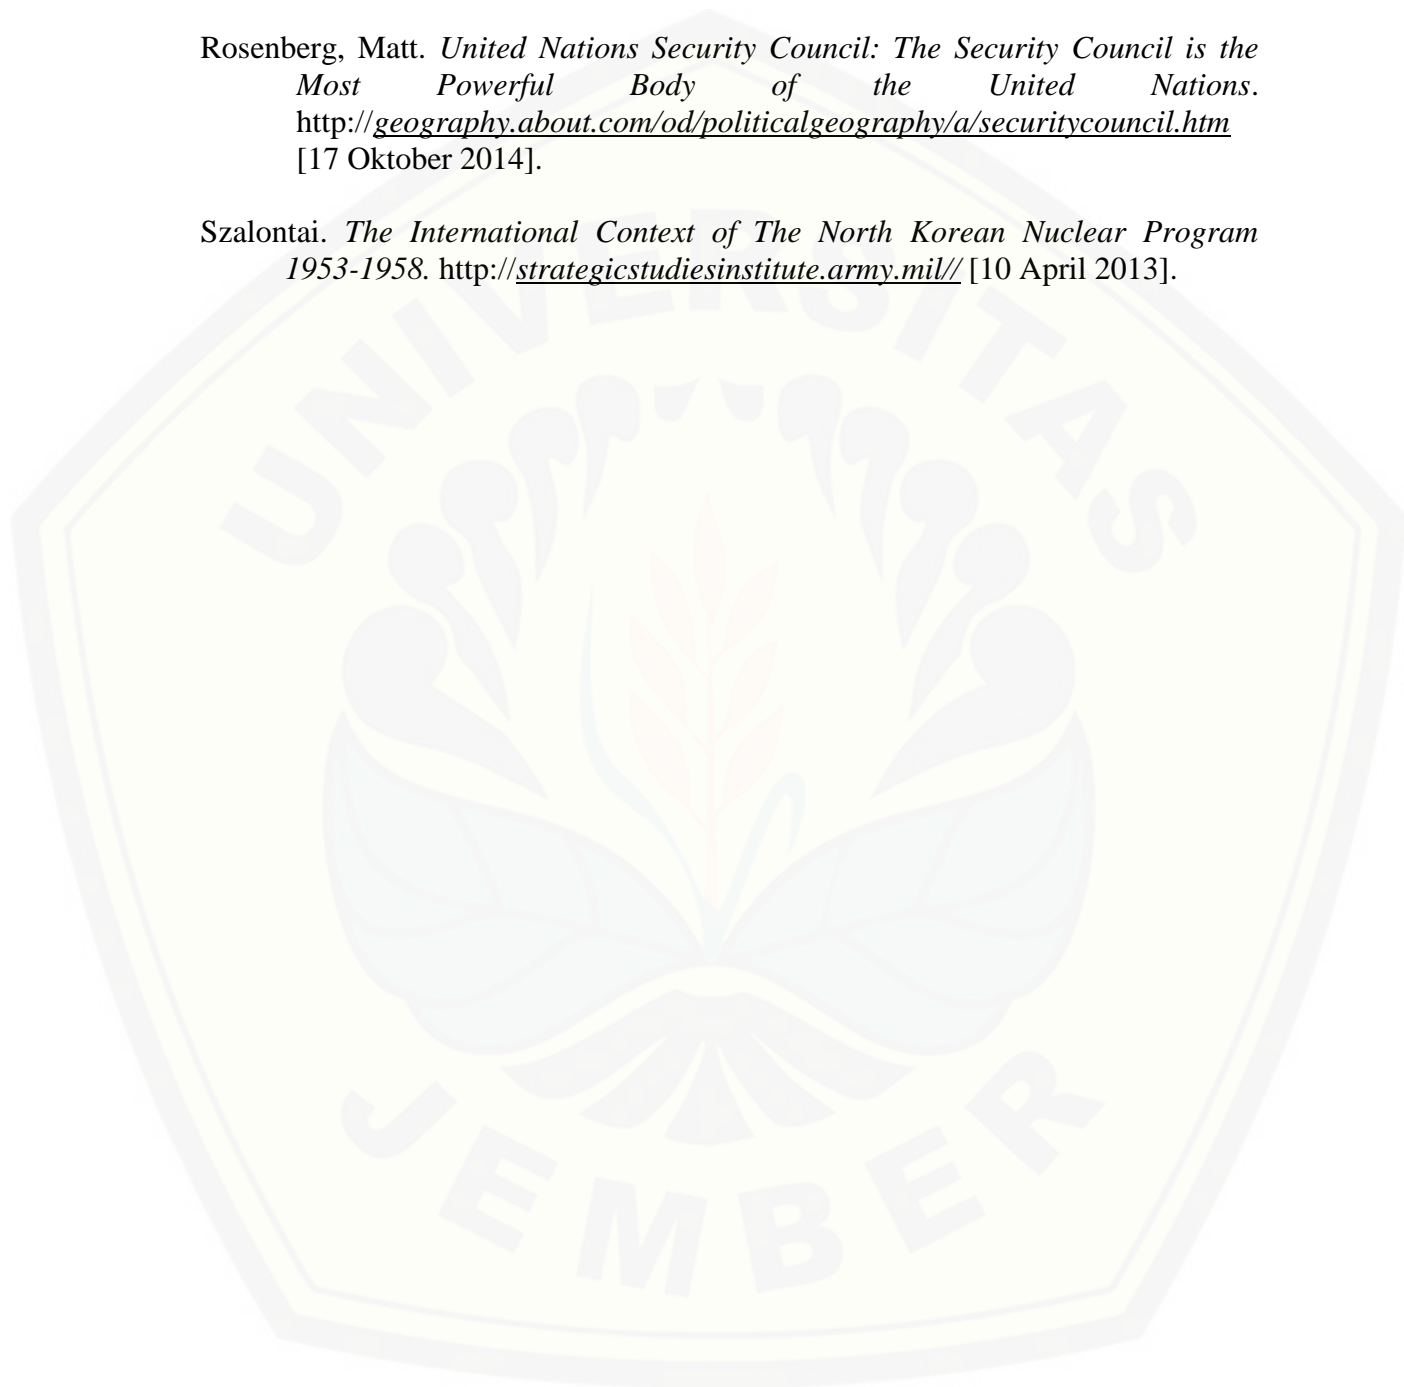 Rosenberg, Matt. United Nations Security Council: The Security Council is the
Most Powerful Body of the United Nations.
http://geography.about.com/od/politicalgeography/a/securitycouncil.htm
[17 Oktober 2014].
Szalontai. The International Context of The North Korean Nuclear Program
1953-1958. http://strategicstudiesinstitute.army.mil// [10 April 2013].
UNIVERSITAS
JEMBER